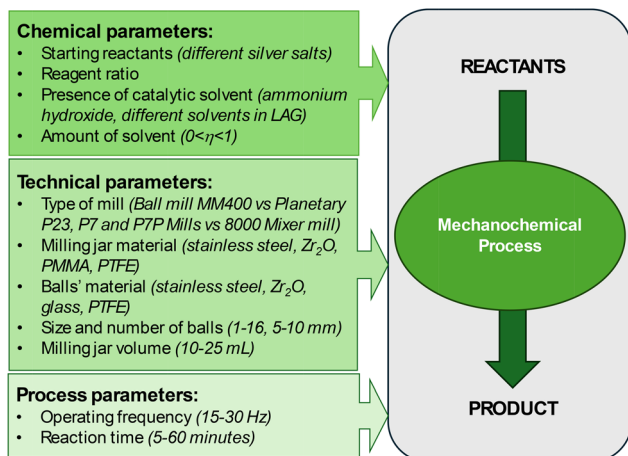 Chemical parameters:
• Starting reactants (different silver salts)
• Reagent ratio
• Presence of catalytic solvent (ammonium
hydroxide, different solvents in LAG)
• Amount of solvent (0<η<1)
Technical parameters:
• Type of mill (Ball mill MM400 vs Planetary
P23, P7 and P7P Mills vs 8000 Mixer mill)
• Milling jar material (stainless steel, Zr₂O,
PMMA, PTFE)
• Balls' material (stainless steel, Zr₂O,
glass, PTFE)
• Size and number of balls (1-16, 5-10 mm)
• Milling jar volume (10-25 mL)
Process parameters:
• Operating frequency (15-30 Hz)
• Reaction time (5-60 minutes)
REACTANTS
Mechanochemical
Process
PRODUCT